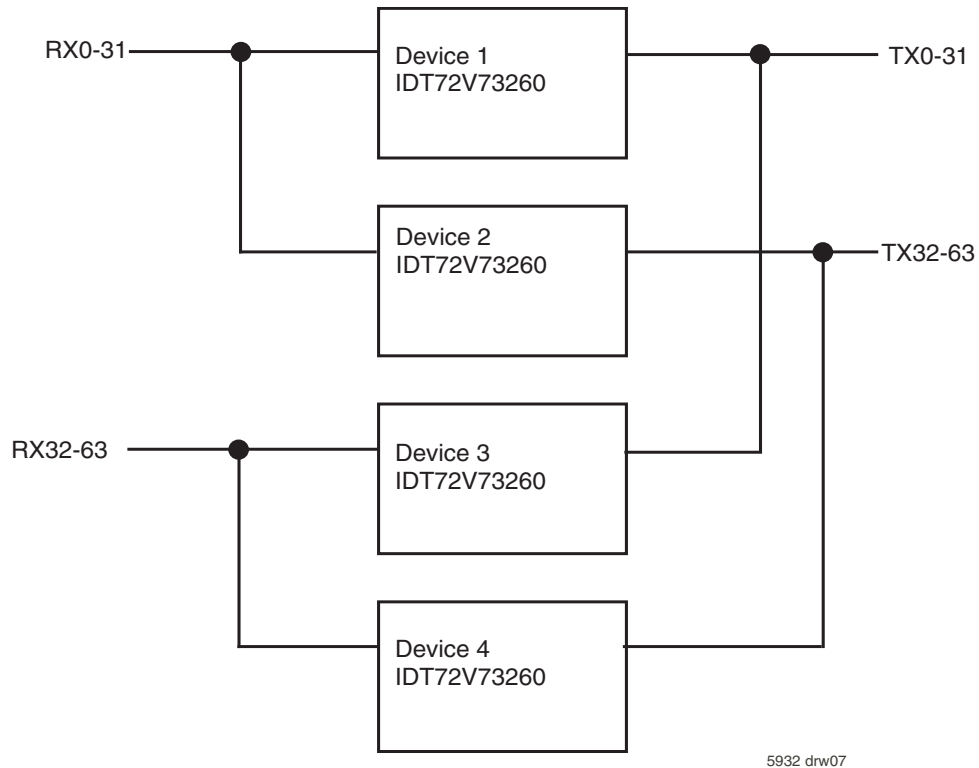 RX0-31
Device 1
IDT72V73260
TX0-31
Device 2
IDT72V73260
TX32-63
RX32-63
Device 3
IDT72V73260
Device 4
IDT72V73260
5932 drw07